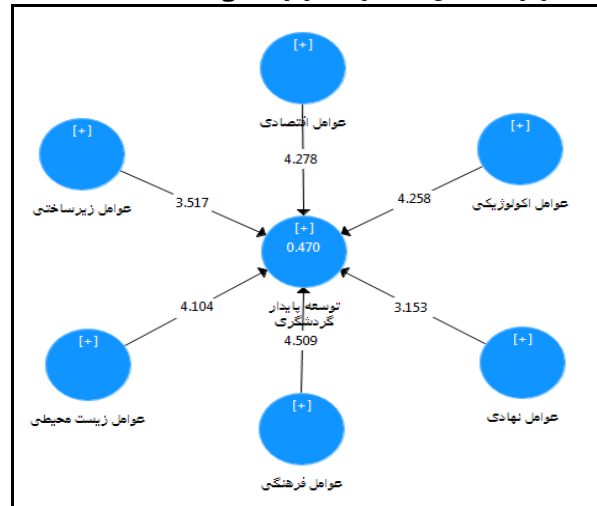 [+]
عوامل اقتصادی
[+]
عوامل زیرساختی
[+]
عوامل اکولوژیکی
4.278
3.517
4.258
[+]
0.470
توسعه پایدار
گردشگری
4.104
4.509
3.153
[+]
عوامل زیست محیطی
[+]
عوامل فرهنگی
[+]
عوامل نهادی